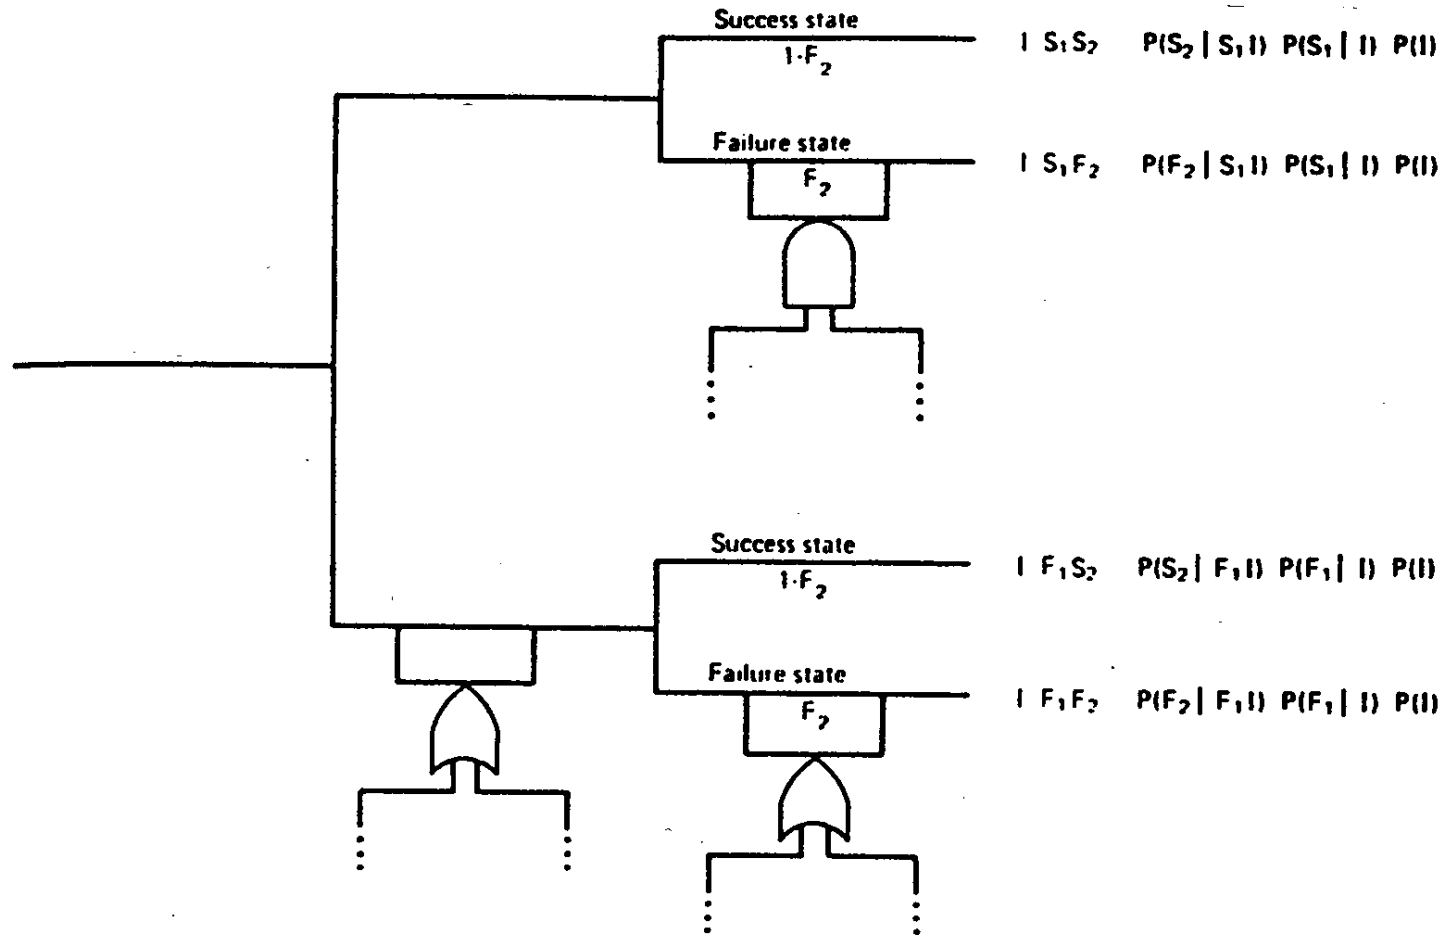 Success state
1·F₂
I S₁S₂ P(S₂ | S₁I) P(S₁ | I) P(I)
Failure state
F₂
I S₁F₂ P(F₂ | S₁I) P(S₁ | I) P(I)
Success state
1·F₂
I F₁S₂ P(S₂ | F₁I) P(F₁ | I) P(I)
Failure state
F₂
I F₁F₂ P(F₂ | F₁I) P(F₁ | I) P(I)